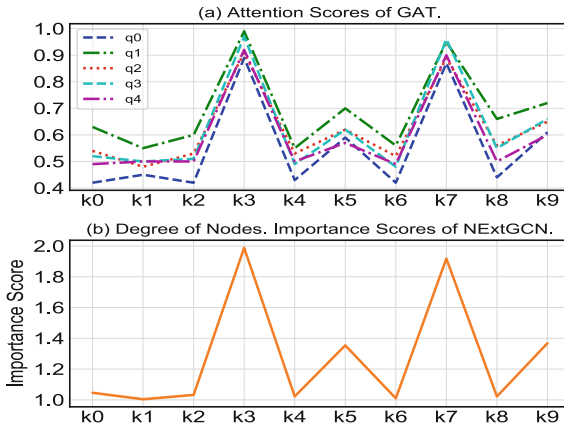 (a) Attention Scores of GAT.
1.0
0.9
0.8
0.7
0.6
0.5
0.4
q0
q1
q2
q3
q4
k0 k1 k2 k3 k4 k5 k6 k7 k8 k9
(b) Degree of Nodes. Importance Scores of NExtGCN.
Importance Score
2.0
1.8
1.6
1.4
1.2
1.0
k0 k1 k2 k3 k4 k5 k6 k7 k8 k9